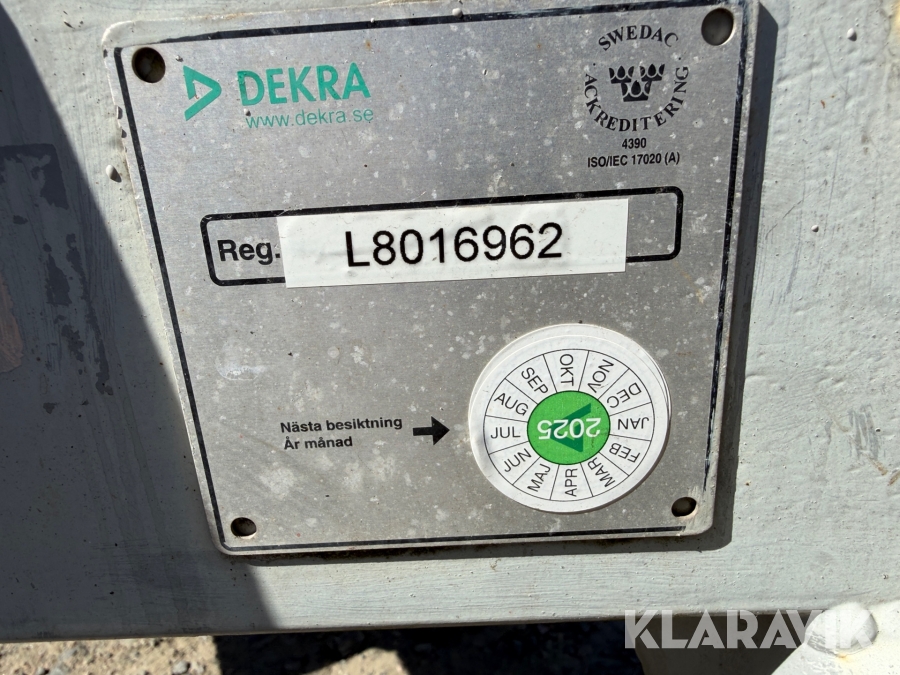 DEKRA
www.dekra.se
SWEDAC
ACKREDITERING
4390
ISO/IEC 17020 (A)
Reg.
L8016962
Nästa besiktning
År månad
JAN
FEB
MAR
APR
MAJ
JUN
JUL
AUG
SEP
OKT
NOV
DEC
2025
KLARAVIK